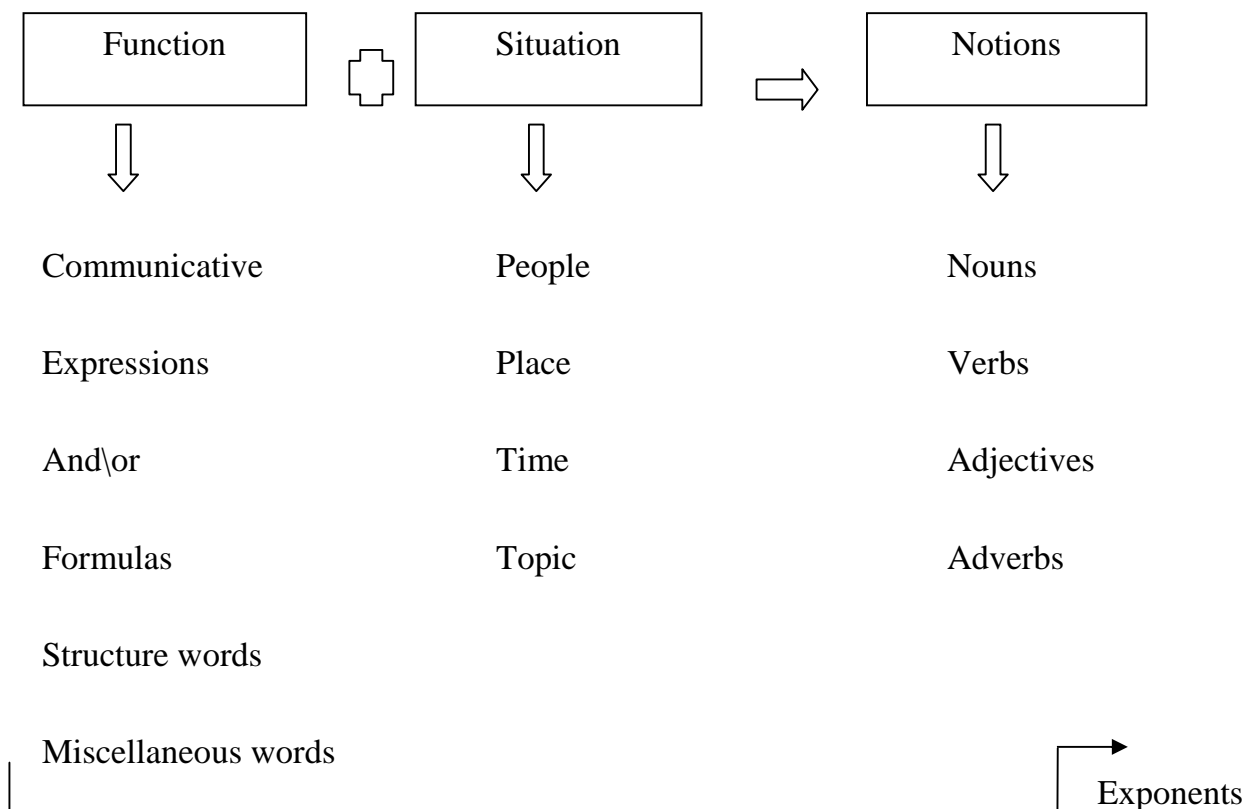 Function Situation Notions
Communicative People Nouns
Expressions Place Verbs
And\or Time Adjectives
Formulas Topic Adverbs
Structure words
Miscellaneous words
Exponents